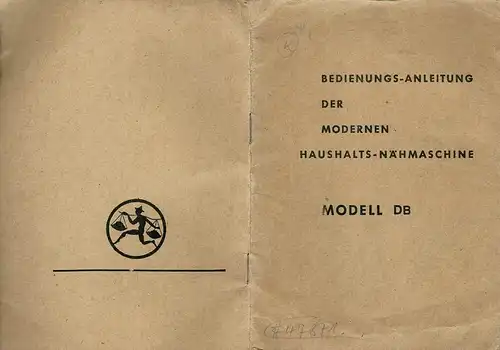 BEDIENUNGS-ANLEITUNG
DER
MODERNEN
HAUSHALTS-NÄHMASCHINE
MODELL DB